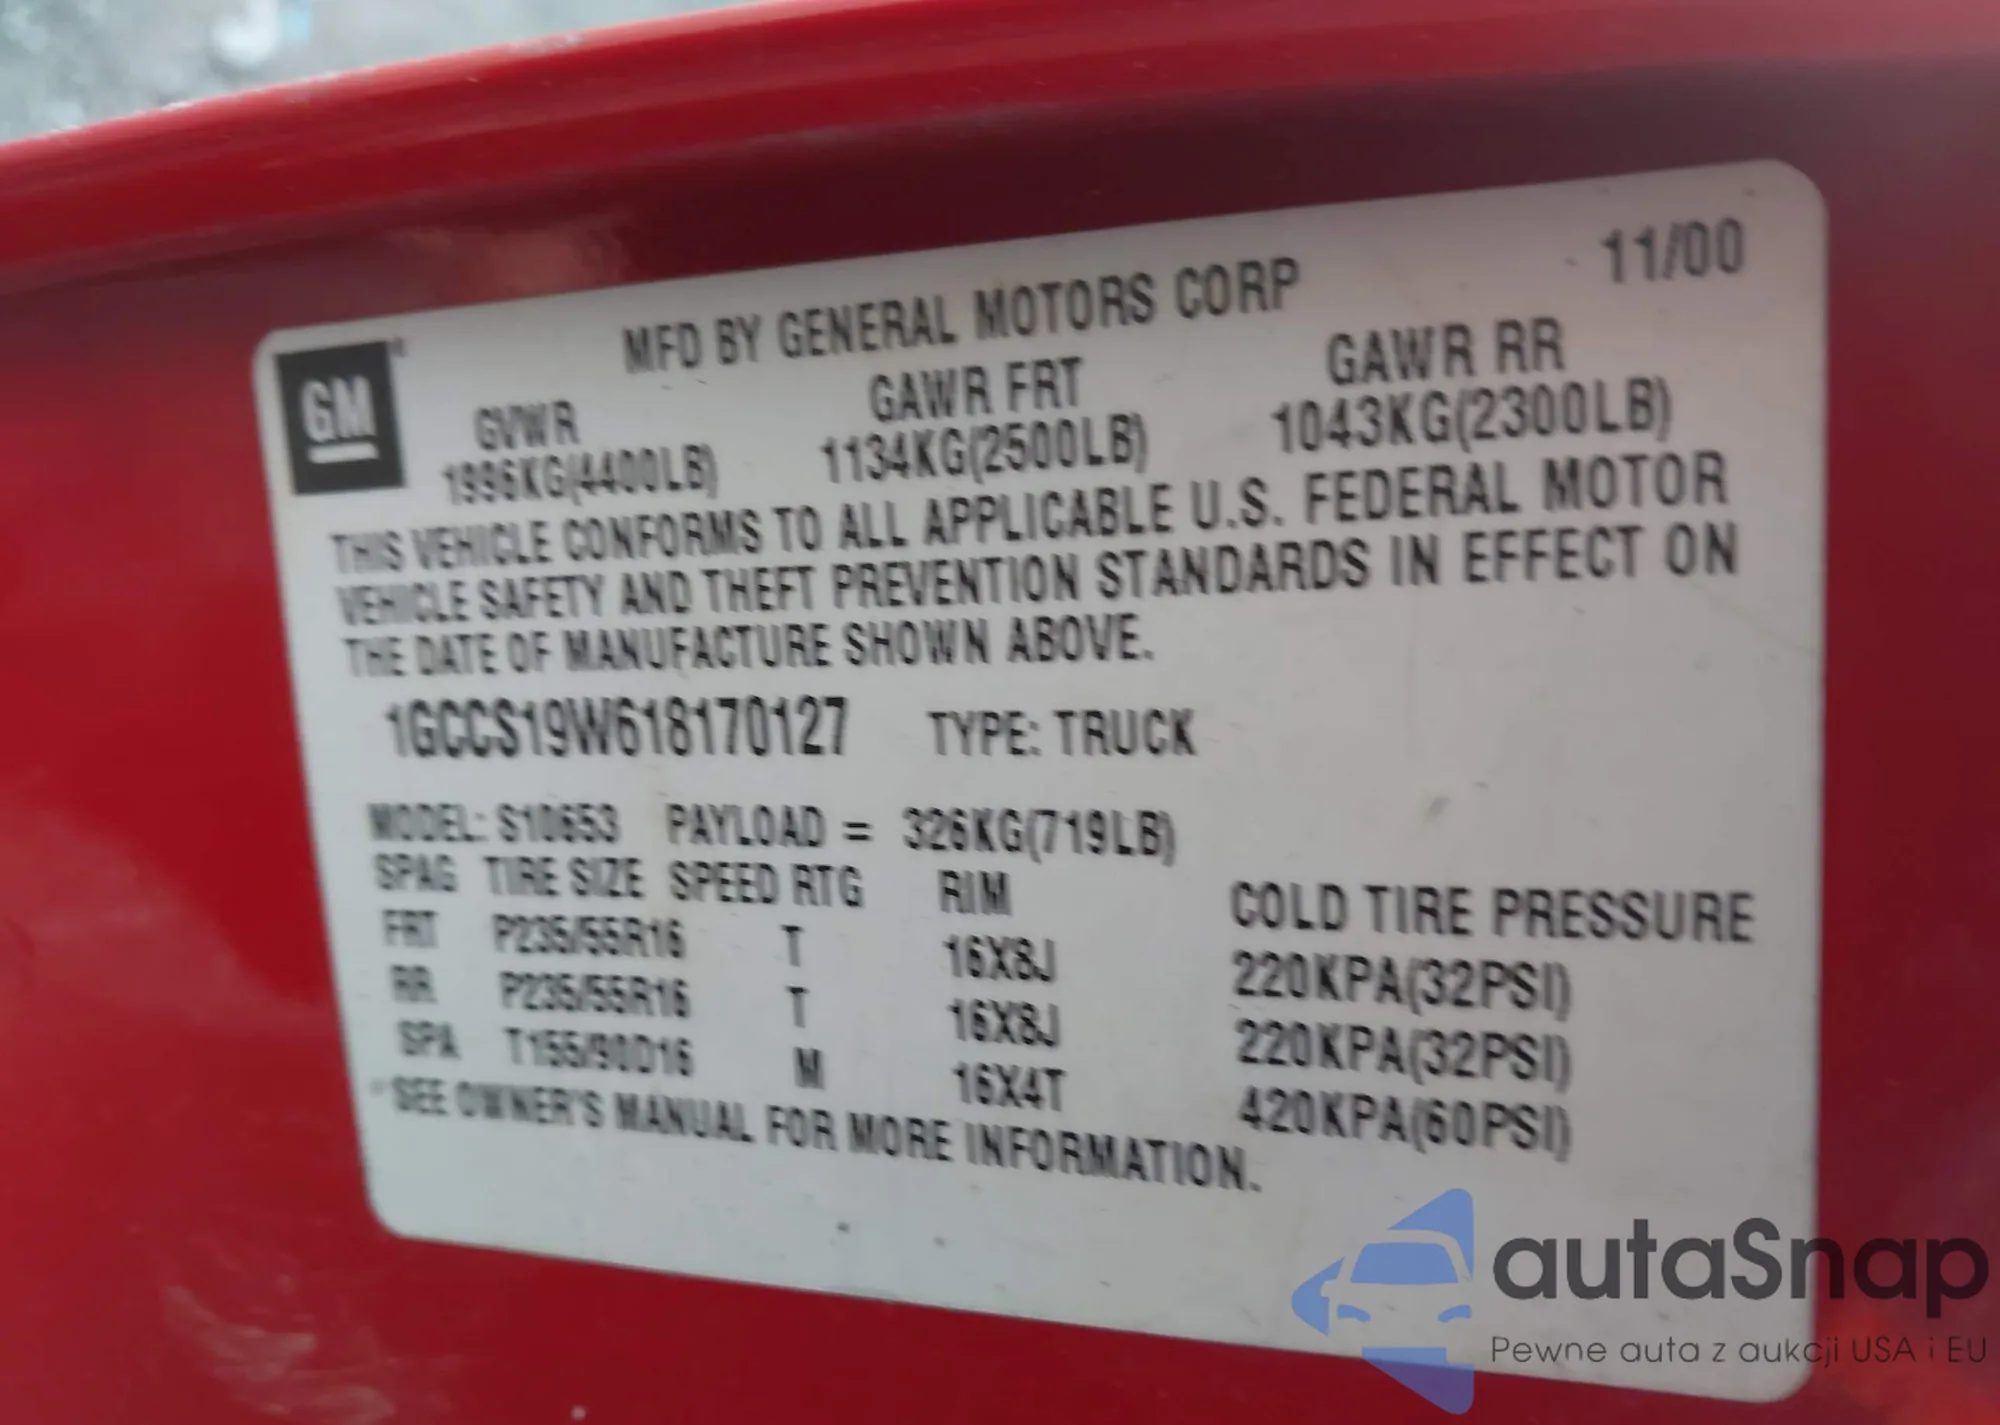 11/00
MFD BY GENERAL MOTORS CORP
GM
GVWR GAWR FRT GAWR RR
1996KG(4400LB) 1134KG(2500LB) 1043KG(2300LB)
THIS VEHICLE CONFORMS TO ALL APPLICABLE U.S. FEDERAL MOTOR
VEHICLE SAFETY AND THEFT PREVENTION STANDARDS IN EFFECT ON
THE DATE OF MANUFACTURE SHOWN ABOVE.
1GCCS19W618170127 TYPE: TRUCK
MODEL: S10653 PAYLOAD = 326KG(719LB)
SPAG TIRE SIZE SPEED RTG RIM COLD TIRE PRESSURE
FRT P235/55R16 T 16X8J 220KPA(32PSI)
RR P235/55R16 T 16X8J 220KPA(32PSI)
SPA T155/90D16 M 16X4T 420KPA(60PSI)
*SEE OWNER'S MANUAL FOR MORE INFORMATION.
autaSnap
Pewne auta z aukcji USA i EU